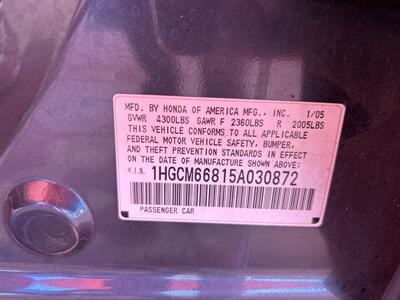 MFD. BY HONDA OF AMERICA MFG., INC. 1/05
GVWR 4300LBS GAWR F 2360LBS R 2005LBS
THIS VEHICLE CONFORMS TO ALL APPLICABLE
FEDERAL MOTOR VEHICLE SAFETY, BUMPER,
AND THEFT PREVENTION STANDARDS IN EFFECT
ON THE DATE OF MANUFACTURE SHOWN ABOVE:
V.I.N. 1HGCM66815A030872
PASSENGER CAR